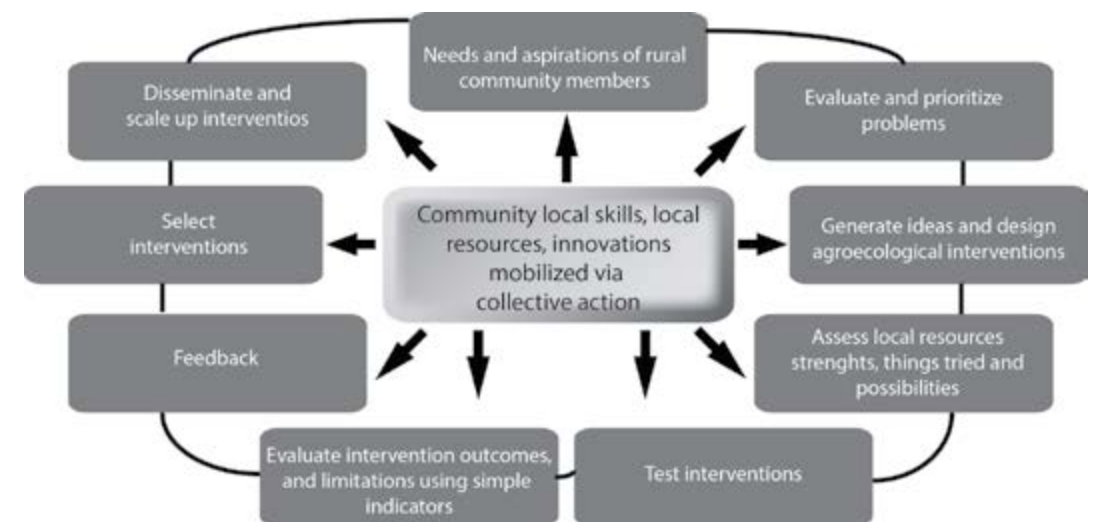 Needs and aspirations of rural
community members
Evaluate and prioritize
problems
Generate ideas and design
agroecological interventions
Assess local resources
strenghts, things tried and
possibilities
Test interventions
Evaluate intervention outcomes,
and limitations using simple
indicators
Feedback
Select
interventions
Disseminate and
scale up interventios
Community local skills, local
resources, innovations
mobilized via
collective action